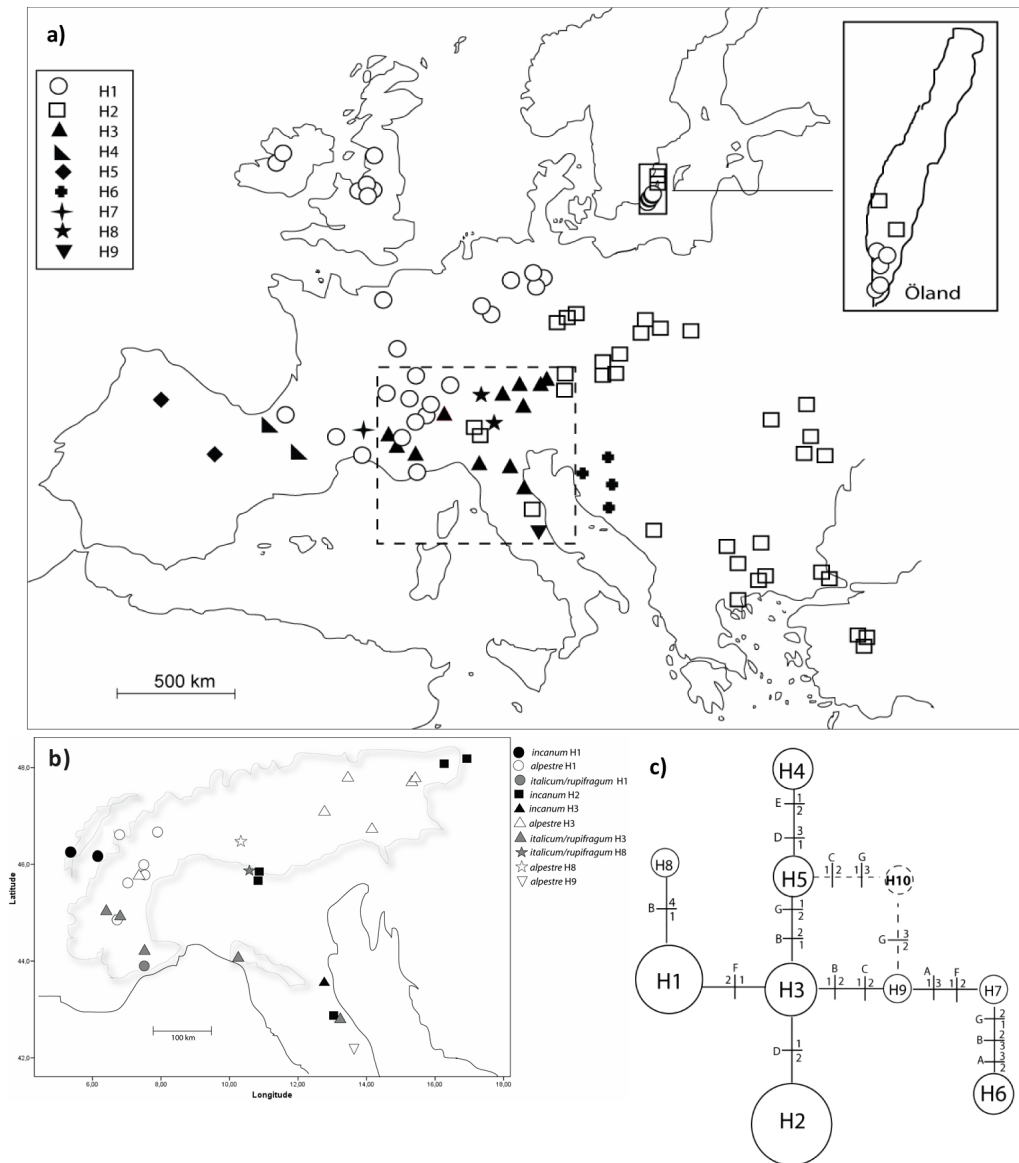 a)
H1
H2
H3
H4
H5
H6
H7
H8
H9
Öland
500 km
b)
incanum H1
alpestre H1
italicum/rupifragum H1
incanum H2
incanum H3
alpestre H3
italicum/rupifragum H3
italicum/rupifragum H8
alpestre H8
alpestre H9
48,0
46,0
44,0
42,0
Latitude
100 km
6,00 8,00 10,00 12,00 14,00 16,00 18,00
Longitude
c)
H4
E 1 2
D 3 1
H8
H5
C 1 2
G 1 3
H10
B 4 1
G 1 2
B 2 1
G 3 2
H1
F 2 1
H3
B 1 2
C 1 2
H9
A 1 3
F 1 2
H7
G 2 1
B 2 3
A 3 2
H6
D 1 2
H2